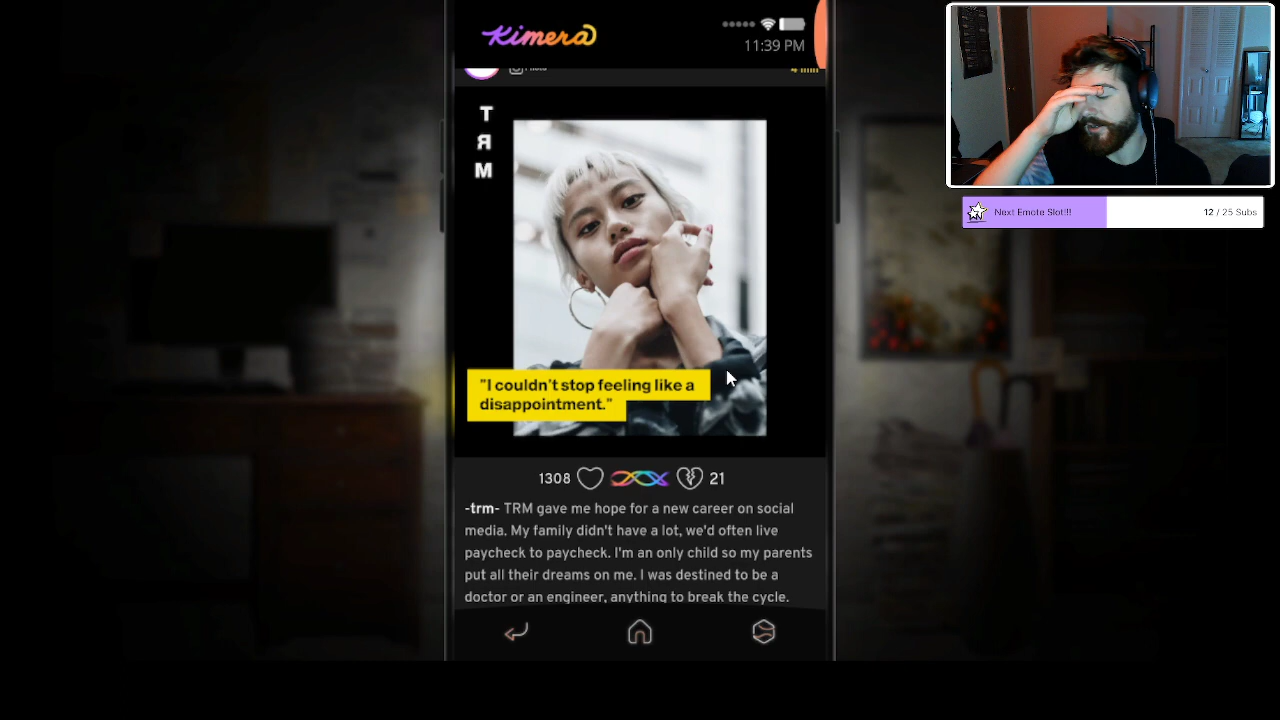 Kimera
11:39 PM
4 min
T
Я
M
"I couldn't stop feeling like a
disappointment."
1308
21
-trm- TRM gave me hope for a new career on social
media. My family didn't have a lot, we'd often live
paycheck to paycheck. I'm an only child so my parents
put all their dreams on me. I was destined to be a
doctor or an engineer, anything to break the cycle.
Next Emote Slot!!!
12 / 25 Subs